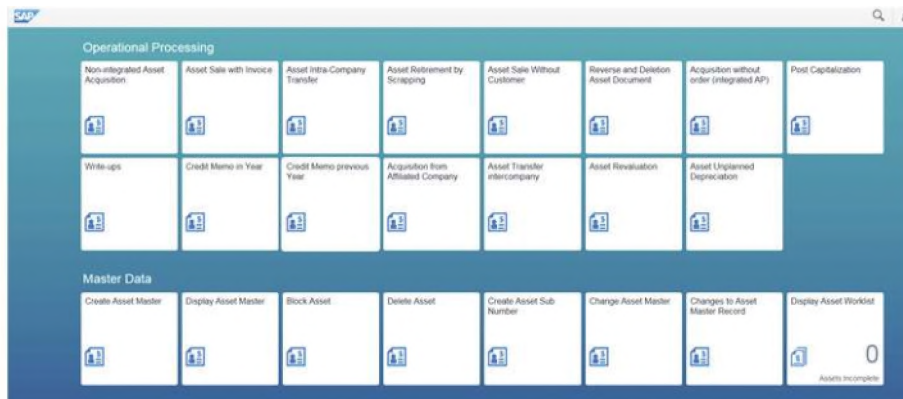 SAP
Operational Processing
Non-integrated Asset
Acquisition
Asset Sale with Invoice
Asset Intra-Company
Transfer
Asset Retirement by
Scrapping
Asset Sale Without
Customer
Reverse and Deletion
Asset Document
Acquisition without
order (integrated AP)
Post Capitalization
Write-ups
Credit Memo in Year
Credit Memo previous
Year
Acquisition from
Affiliated Company
Asset Transfer
intercompany
Asset Revaluation
Asset Unplanned
Depreciation
Master Data
Create Asset Master
Display Asset Master
Block Asset
Delete Asset
Create Asset Sub
Number
Change Asset Master
Changes to Asset
Master Record
Display Asset Worklist
0
Assets Incomplete